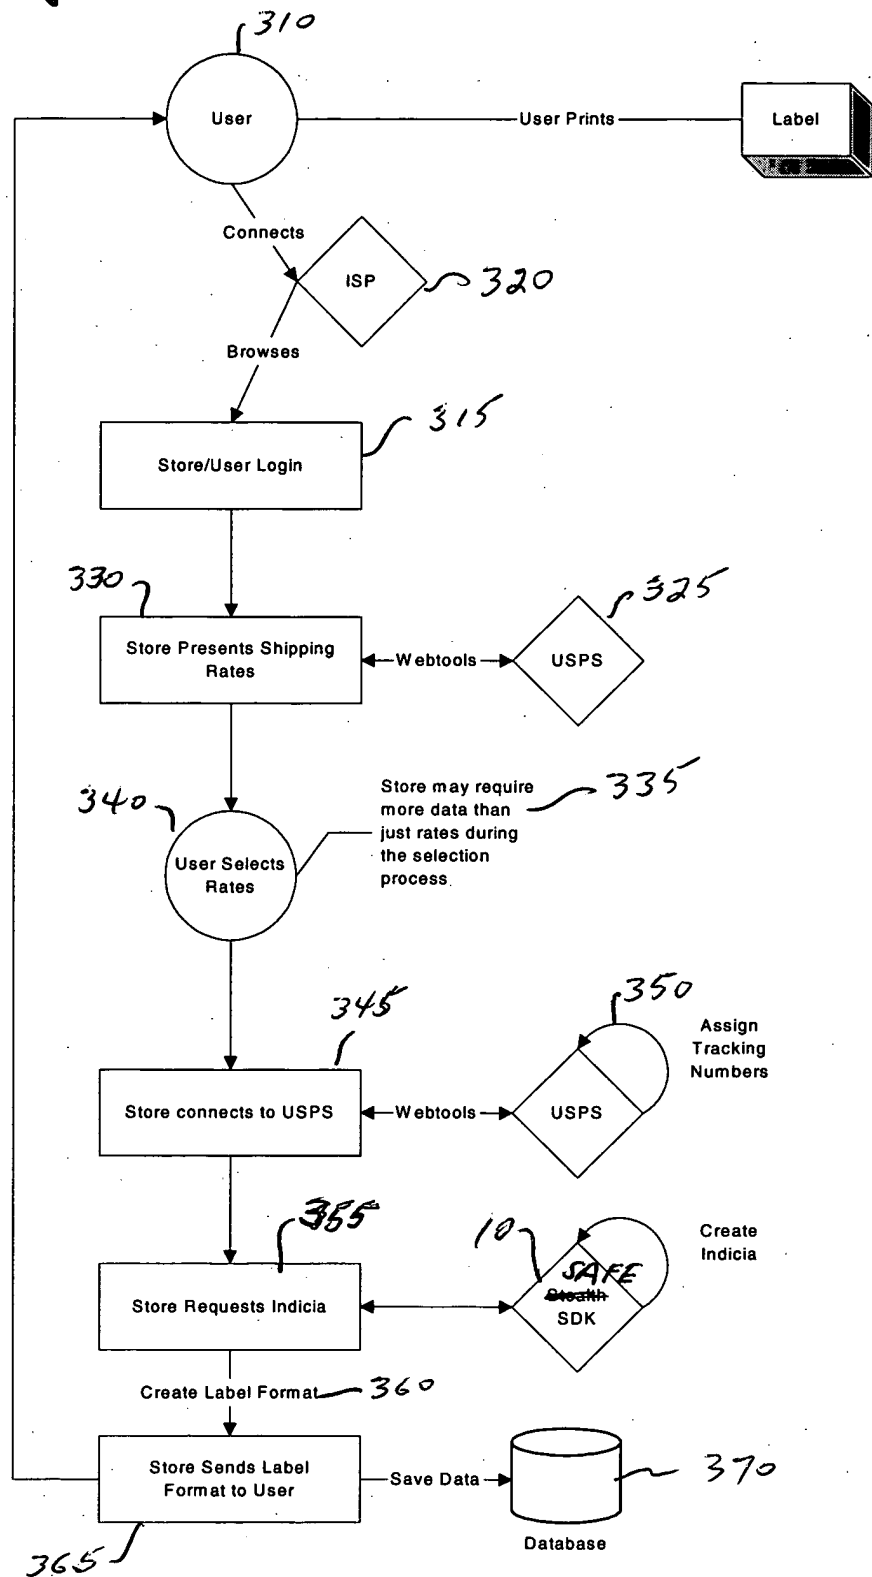 310
User
User Prints
Label
Connects
ISP
320
Browses
315
Store/User Login
330
325
Store Presents Shipping
Rates
Webtools
USPS
340
Store may require
more data than
just rates during
the selection
process
335
User Selects
Rates
345
350
Assign
Tracking
Numbers
Store connects to USPS
Webtools
USPS
355
10
Create
Indicia
SAFE
Stealth
SDK
Store Requests Indicia
Create Label Format
360
Store Sends Label
Format to User
Save Data
370
Database
365